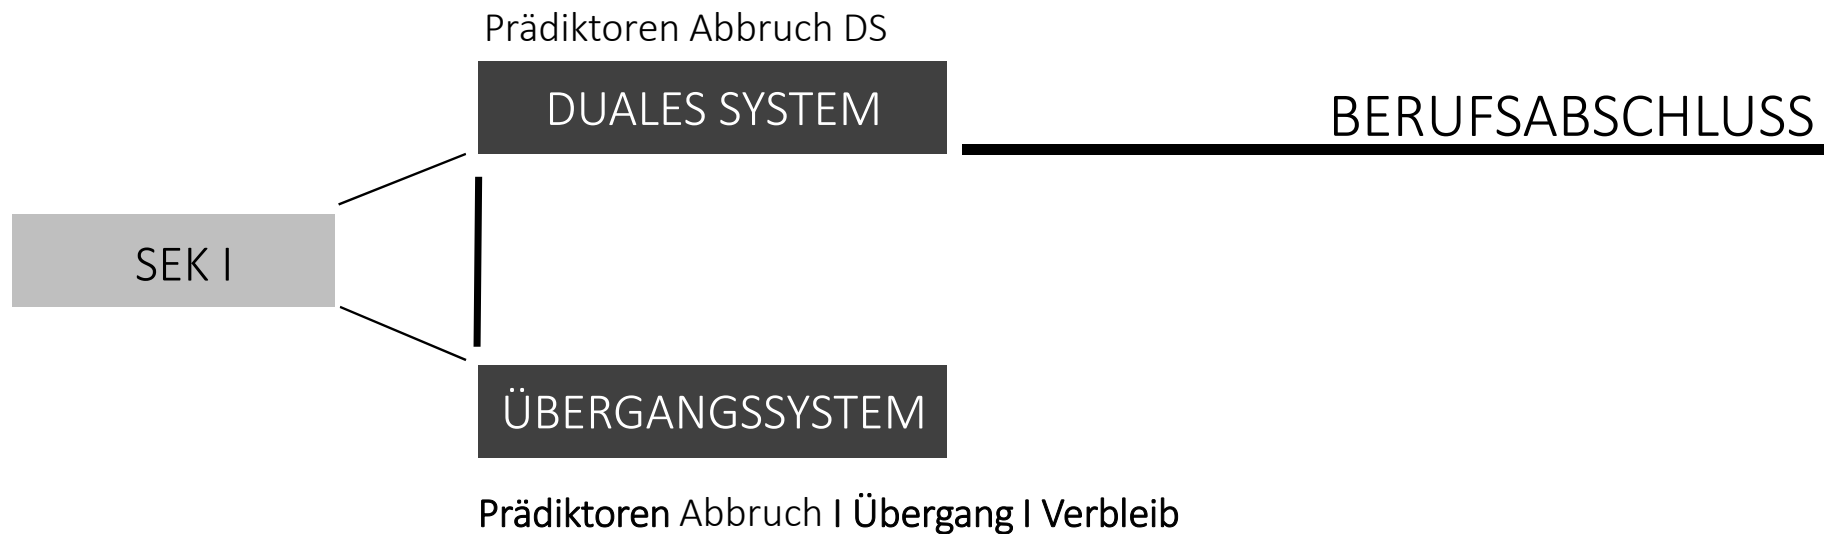 Prädiktoren Abbruch DS
DUALES SYSTEM
BERUFSABSCHLUSS
SEK I
ÜBERGANGSSYSTEM
Prädiktoren Abbruch I Übergang I Verbleib